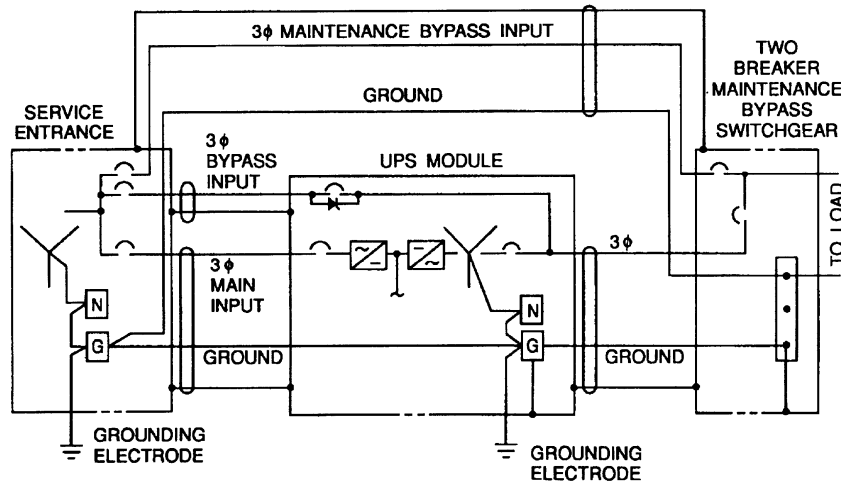 3ϕ MAINTENANCE BYPASS INPUT
TWO
BREAKER
MAINTENANCE
BYPASS
SWITCHGEAR
GROUND
SERVICE
ENTRANCE
3ϕ
BYPASS
INPUT
UPS MODULE
3ϕ
MAIN
INPUT
3ϕ
TO LOAD
N
N
G
G
GROUND
GROUND
GROUNDING
ELECTRODE
GROUNDING
ELECTRODE